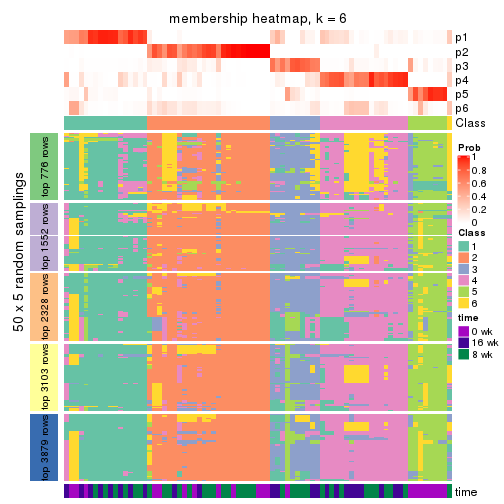 membership heatmap, k = 6
p1
p2
p3
p4
p5
p6
Class
50 x 5 random samplings
top 776 rows
top 1552 rows
top 2328 rows
top 3103 rows
top 3879 rows
time
Prob
1
0.8
0.6
0.4
0.2
0
Class
1
2
3
4
5
6
time
0 wk
16 wk
8 wk